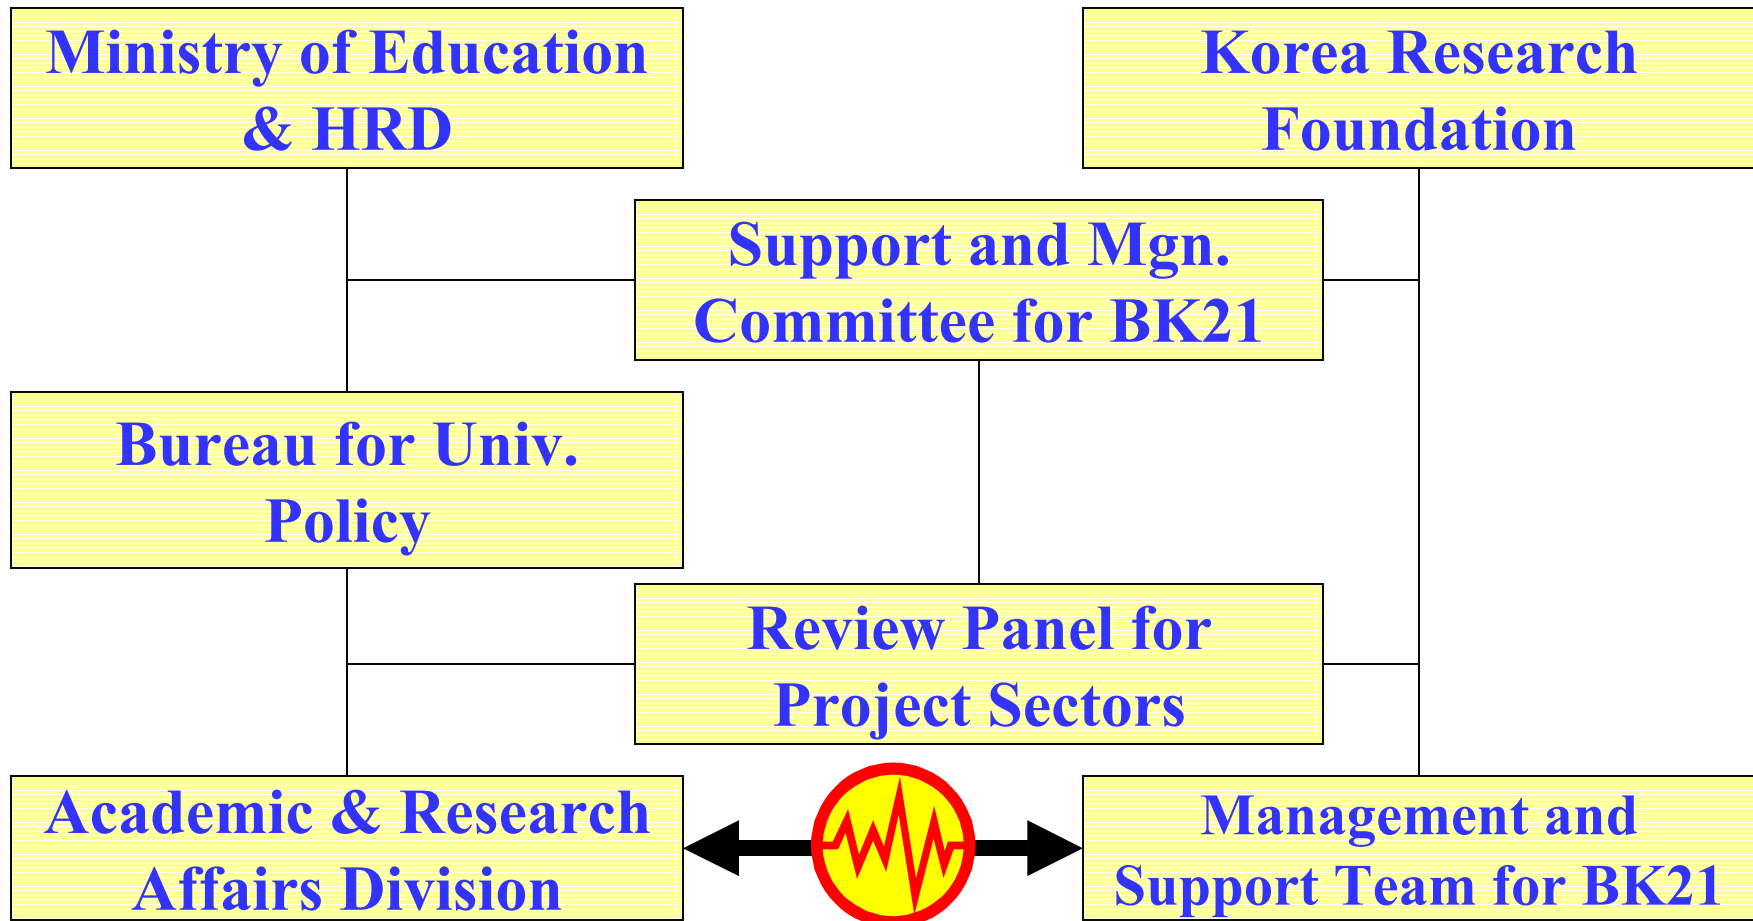 Ministry of Education
& HRD
Korea Research
Foundation
Support and Mgn.
Committee for BK21
Bureau for Univ.
Policy
Review Panel for
Project Sectors
Academic & Research
Affairs Division
Management and
Support Team for BK21